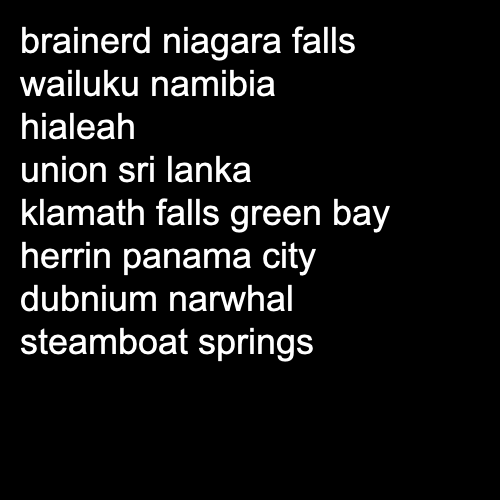 brainerd niagara falls
wailuku namibia
hialeah
union sri lanka
klamath falls green bay
herrin panama city
dubnium narwhal
steamboat springs